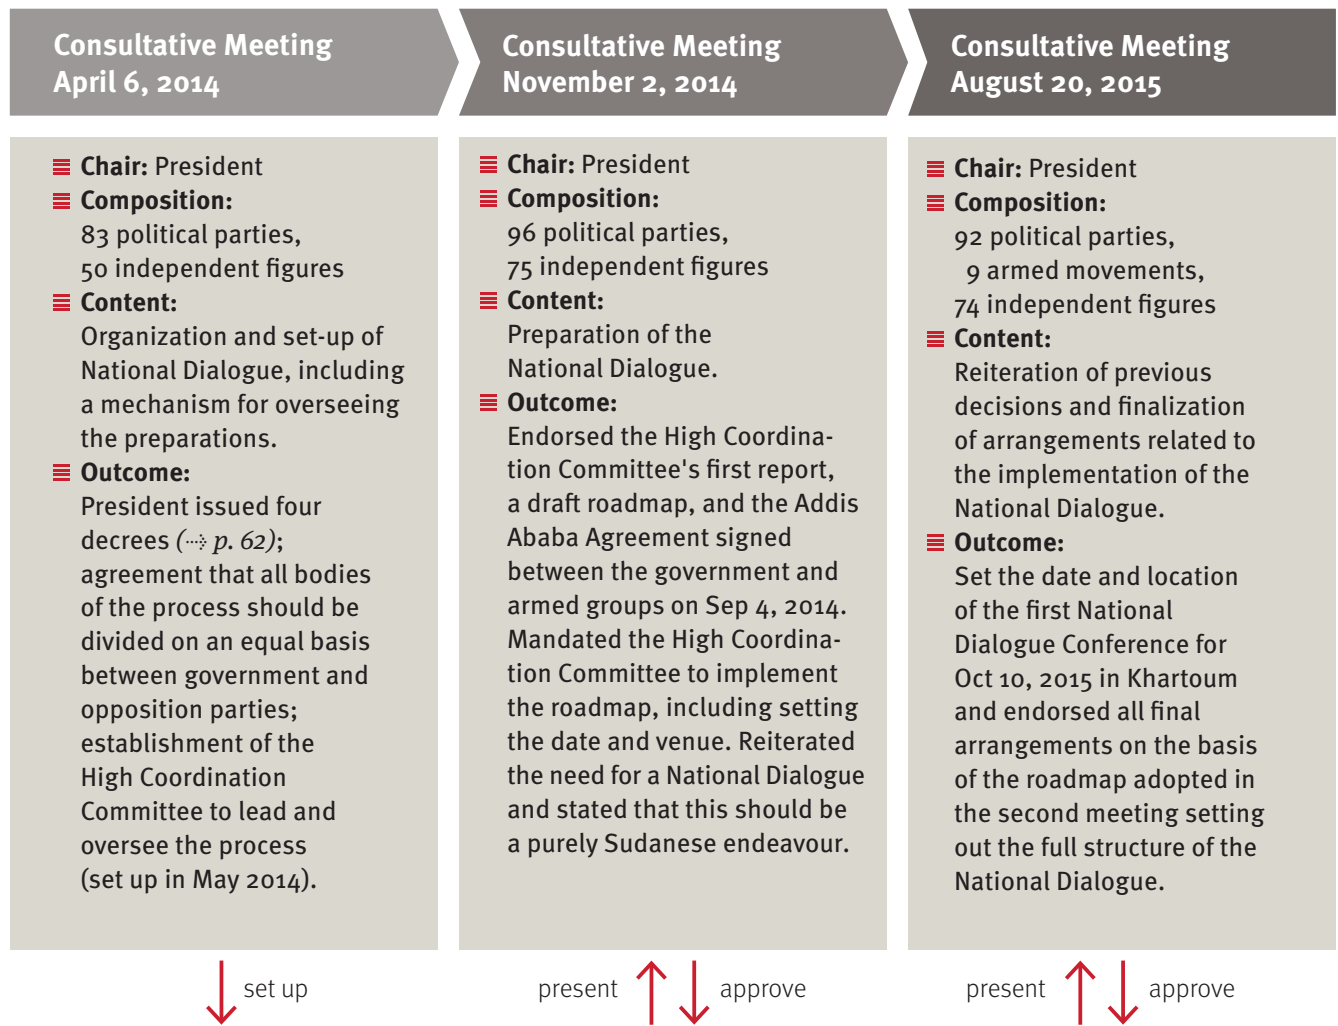 Consultative Meeting
April 6, 2014
Chair: President
Composition:
83 political parties,
50 independent figures
Content:
Organization and set-up of
National Dialogue, including
a mechanism for overseeing
the preparations.
Outcome:
President issued four
decrees (⤑ p. 62);
agreement that all bodies
of the process should be
divided on an equal basis
between government and
opposition parties;
establishment of the
High Coordination
Committee to lead and
oversee the process
(set up in May 2014).
set up
Consultative Meeting
November 2, 2014
Chair: President
Composition:
96 political parties,
75 independent figures
Content:
Preparation of the
National Dialogue.
Outcome:
Endorsed the High Coordina-
tion Committee's first report,
a draft roadmap, and the Addis
Ababa Agreement signed
between the government and
armed groups on Sep 4, 2014.
Mandated the High Coordina-
tion Committee to implement
the roadmap, including setting
the date and venue. Reiterated
the need for a National Dialogue
and stated that this should be
a purely Sudanese endeavour.
present
approve
Consultative Meeting
August 20, 2015
Chair: President
Composition:
92 political parties,
9 armed movements,
74 independent figures
Content:
Reiteration of previous
decisions and finalization
of arrangements related to
the implementation of the
National Dialogue.
Outcome:
Set the date and location
of the first National
Dialogue Conference for
Oct 10, 2015 in Khartoum
and endorsed all final
arrangements on the basis
of the roadmap adopted in
the second meeting setting
out the full structure of the
National Dialogue.
present
approve